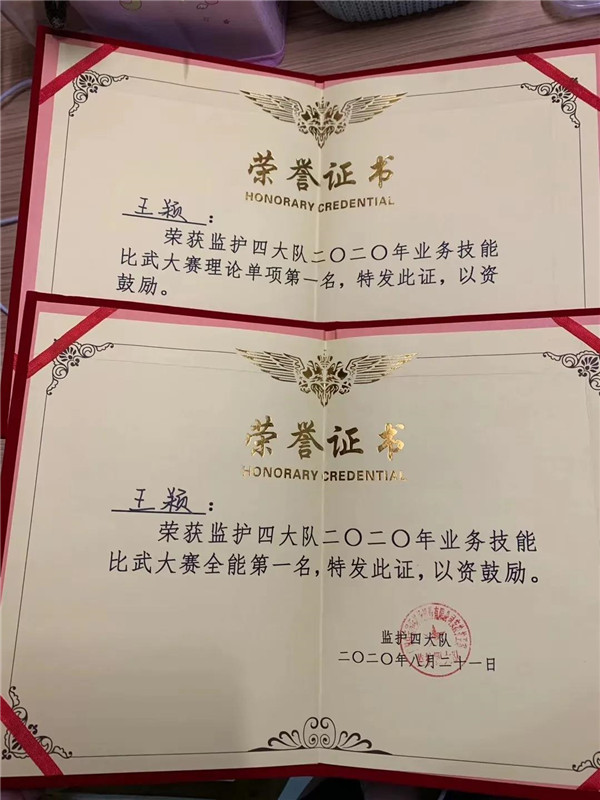 荣誉证书
HONORARY CREDENTIAL
王颖：
荣获监护四大队二〇二〇年业务技能
比武大赛理论单项第一名，特发此证，以资
鼓励。
荣誉证书
HONORARY CREDENTIAL
王颖：
荣获监护四大队二〇二〇年业务技能
比武大赛全能第一名，特发此证，以资鼓励。
监护四大队
二〇二〇年八月二十一日